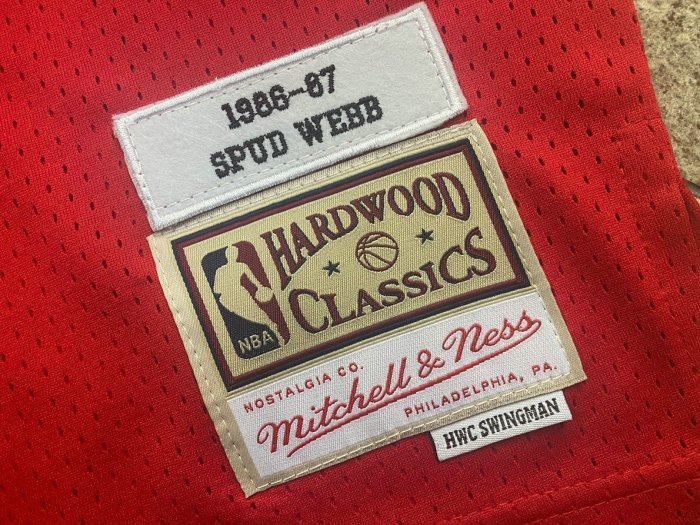 1986-87
SPUD WEBB
HARDWOOD
CLASSICS
NBA
NOSTALGIA CO.
Mitchell & Ness
PHILADELPHIA, PA.
HWC SWINGMAN